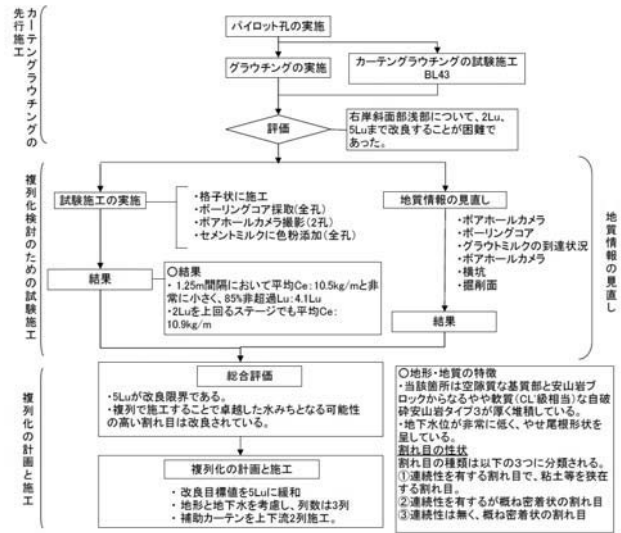 カーテングラウチングの
先行施工
パイロット孔の実施
グラウチングの実施
カーテングラウチングの試験施工
BL43
評価
右岸斜面部浅部について、2Lu、
5Luまで改良することが困難で
あった。
複列化検討のための試験施工
試験施工の実施
・格子状に施工
・ボーリングコア採取(全孔)
・ボアホールカメラ撮影(2孔)
・セメントミルクに色粉添加(全孔)
結果
〇結果
・ 1.25m間隔において平均Ce：10.5kg/mと非
常に小さく、85%非超過Lu：4.1Lu
・2Luを上回るステージでも平均Ce：
10.9kg/m
地質情報の見直し
・ボアホールカメラ
・ボーリングコア
・グラウトミルクの到達状況
・ボアホールカメラ
・横坑
・掘削面
結果
地質情報の見直し
複列化の計画と施工
総合評価
・5Luが改良限界である。
・複列で施工することで卓越した水みちとなる可能性
の高い割れ目は改良されている。
複列化の計画と施工
・ 改良目標値を5Luに緩和
・ 地形と地下水を考慮し、列数は3列
・ 補助カーテンを上下流2列施工。
〇地形・地質の特徴
・当該箇所は空隙質な基質部と安山岩ブ
ロックからなるやや軟質(CL'級相当)な自破
砕安山岩タイプ3が厚く堆積している。
・地下水位が非常に低く、やせ尾根形状を
呈している。
割れ目の性状
割れ目の種類は以下の3つに分類される。
①連続性を有する割れ目で、粘土等を挟在
する割れ目。
②連続性を有するが概ね密着状の割れ目
③連続性は無く、概ね密着状の割れ目